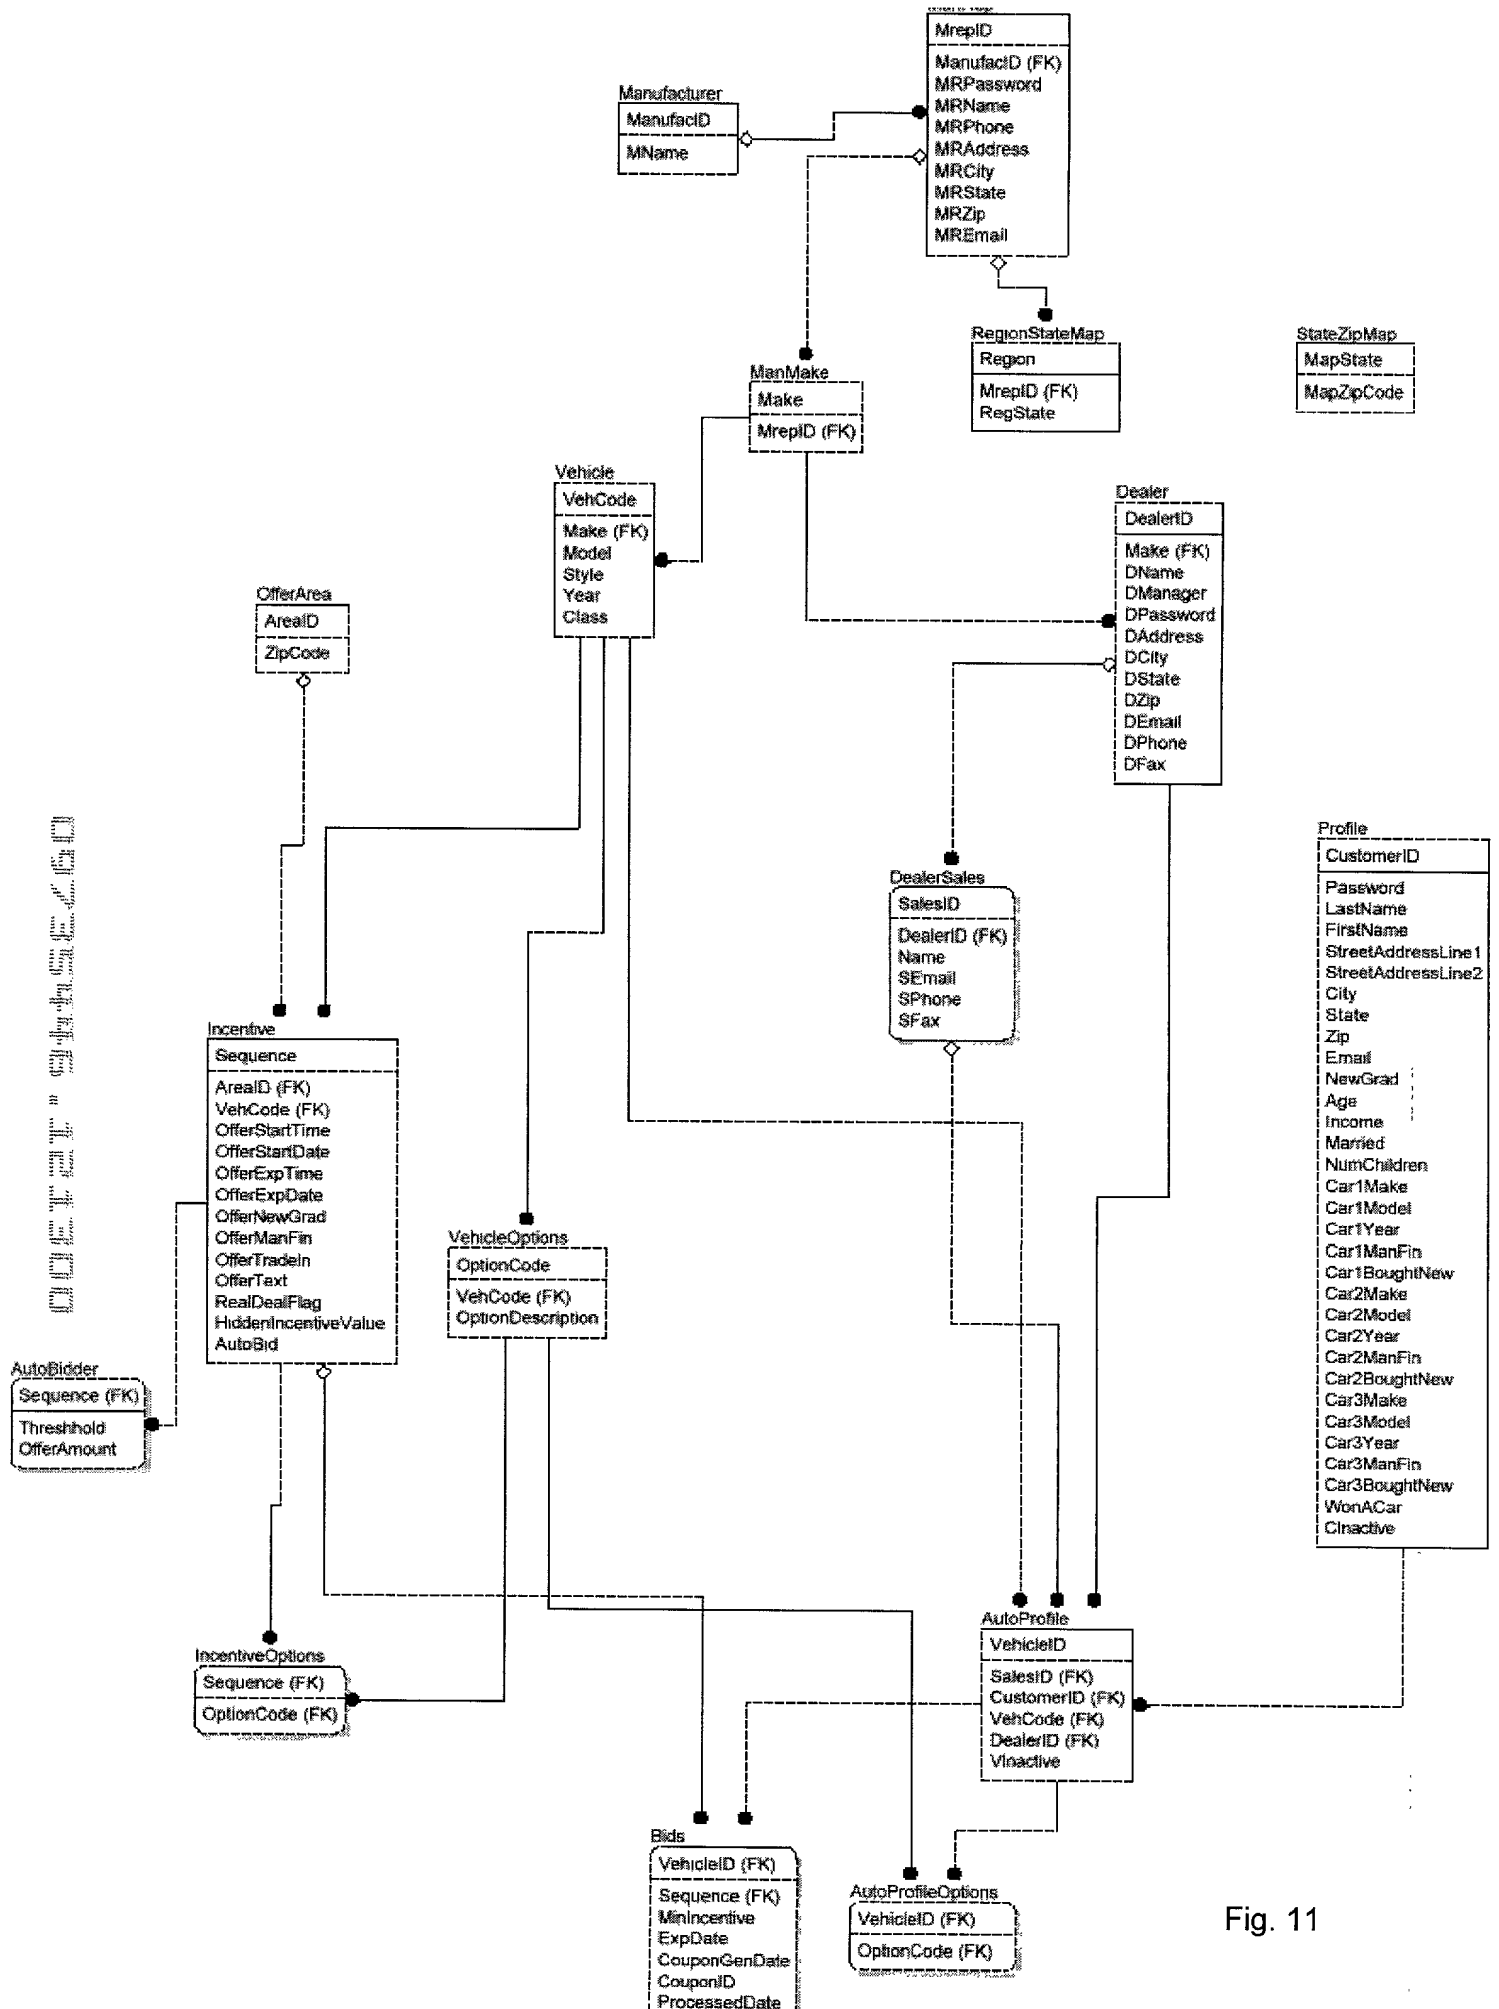 MrepID
ManufacID (FK)
MRPassword
MRName
MRPhone
MRAddress
MRCity
MRState
MRZip
MREmail
Manufacturer
ManufacID
MName
RegionStateMap
Region
MrepID (FK)
RegState
StateZipMap
MapState
MapZipCode
ManMake
Make
MrepID (FK)
Vehicle
VehCode
Make (FK)
Model
Style
Year
Class
Dealer
DealerID
Make (FK)
DName
DManager
DPassword
DAddress
DCity
DState
DZip
DEmail
DPhone
DFax
OfferArea
AreaID
ZipCode
Profile
CustomerID
Password
LastName
FirstName
StreetAddressLine1
StreetAddressLine2
City
State
Zip
Email
NewGrad
Age
Income
Married
NumChildren
Car1Make
Car1Model
Car1Year
Car1ManFin
Car1BoughtNew
Car2Make
Car2Model
Car2Year
Car2ManFin
Car2BoughtNew
Car3Make
Car3Model
Car3Year
Car3ManFin
Car3BoughtNew
WonACar
CInactive
DealerSales
SalesID
DealerID (FK)
Name
SEmail
SPhone
SFax
Incentive
Sequence
AreaID (FK)
VehCode (FK)
OfferStartTime
OfferStartDate
OfferExpTime
OfferExpDate
OfferNewGrad
OfferManFin
OfferTradeIn
OfferText
RealDealFlag
HiddenIncentiveValue
AutoBid
VehicleOptions
OptionCode
VehCode (FK)
OptionDescription
AutoBidder
Sequence (FK)
Threshhold
OfferAmount
IncentiveOptions
Sequence (FK)
OptionCode (FK)
AutoProfile
VehicleID
SalesID (FK)
CustomerID (FK)
VehCode (FK)
DealerID (FK)
VInactive
Bids
VehicleID (FK)
Sequence (FK)
MinIncentive
ExpDate
CouponGenDate
CouponID
ProcessedDate
AutoProfileOptions
VehicleID (FK)
OptionCode (FK)
Fig. 11